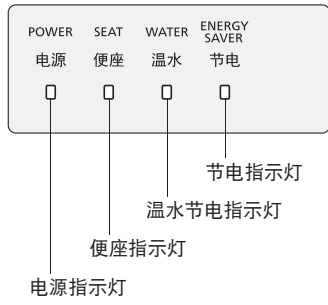 POWER SEAT WATER ENERGY SAVER
电源 便座 温水 节电
节电指示灯
温水节电指示灯
便座指示灯
电源指示灯